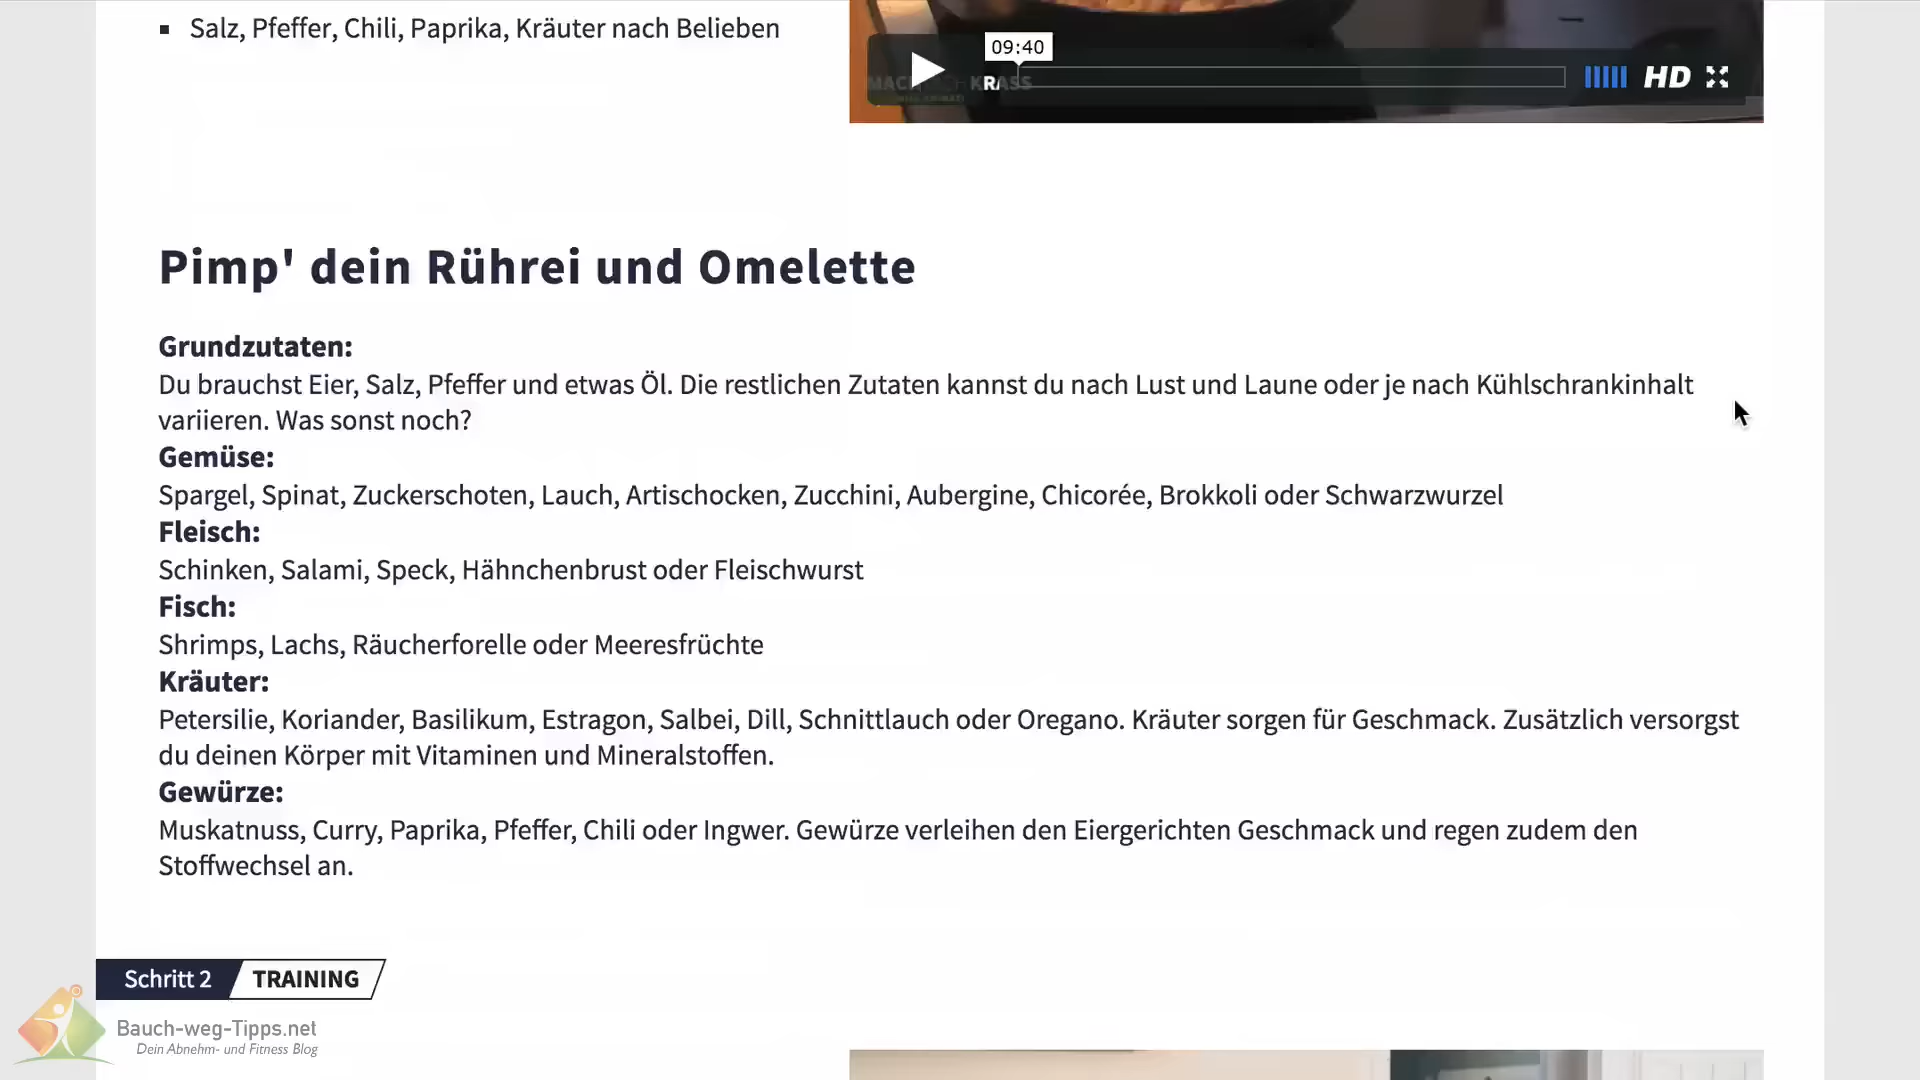 Salz, Pfeffer, Chili, Paprika, Kräuter nach Belieben
09:40
KRASS
HD
Pimp' dein Rührei und Omelette
Grundzutaten:
Du brauchst Eier, Salz, Pfeffer und etwas Öl. Die restlichen Zutaten kannst du nach Lust und Laune oder je nach Kühlschrankinhalt
variieren. Was sonst noch?
Gemüse:
Spargel, Spinat, Zuckerschoten, Lauch, Artischocken, Zucchini, Aubergine, Chicorée, Brokkoli oder Schwarzwurzel
Fleisch:
Schinken, Salami, Speck, Hähnchenbrust oder Fleischwurst
Fisch:
Shrimps, Lachs, Räucherforelle oder Meeresfrüchte
Kräuter:
Petersilie, Koriander, Basilikum, Estragon, Salbei, Dill, Schnittlauch oder Oregano. Kräuter sorgen für Geschmack. Zusätzlich versorgst
du deinen Körper mit Vitaminen und Mineralstoffen.
Gewürze:
Muskatnuss, Curry, Paprika, Pfeffer, Chili oder Ingwer. Gewürze verleihen den Eiergerichten Geschmack und regen zudem den
Stoffwechsel an.
Schritt 2 TRAINING
Bauch-weg-Tipps.net
Dein Abnehm- und Fitness Blog